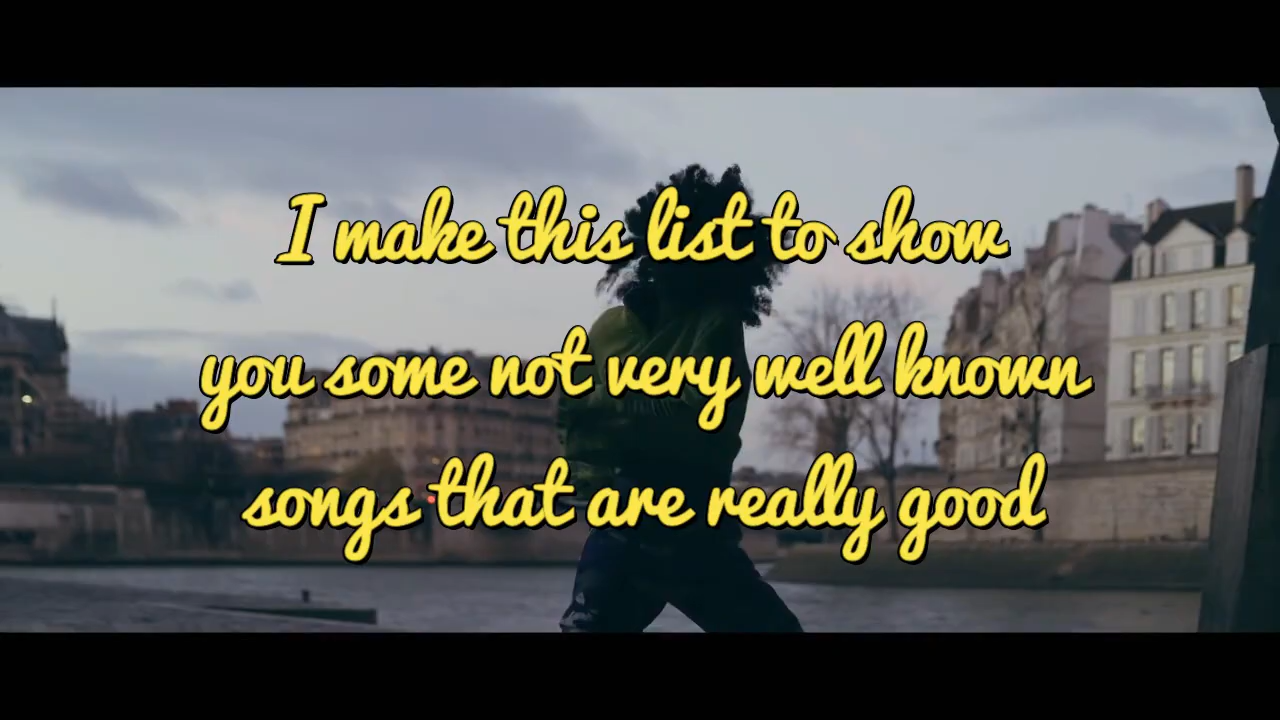 I make this list to show
you some not very well known
songs that are really good